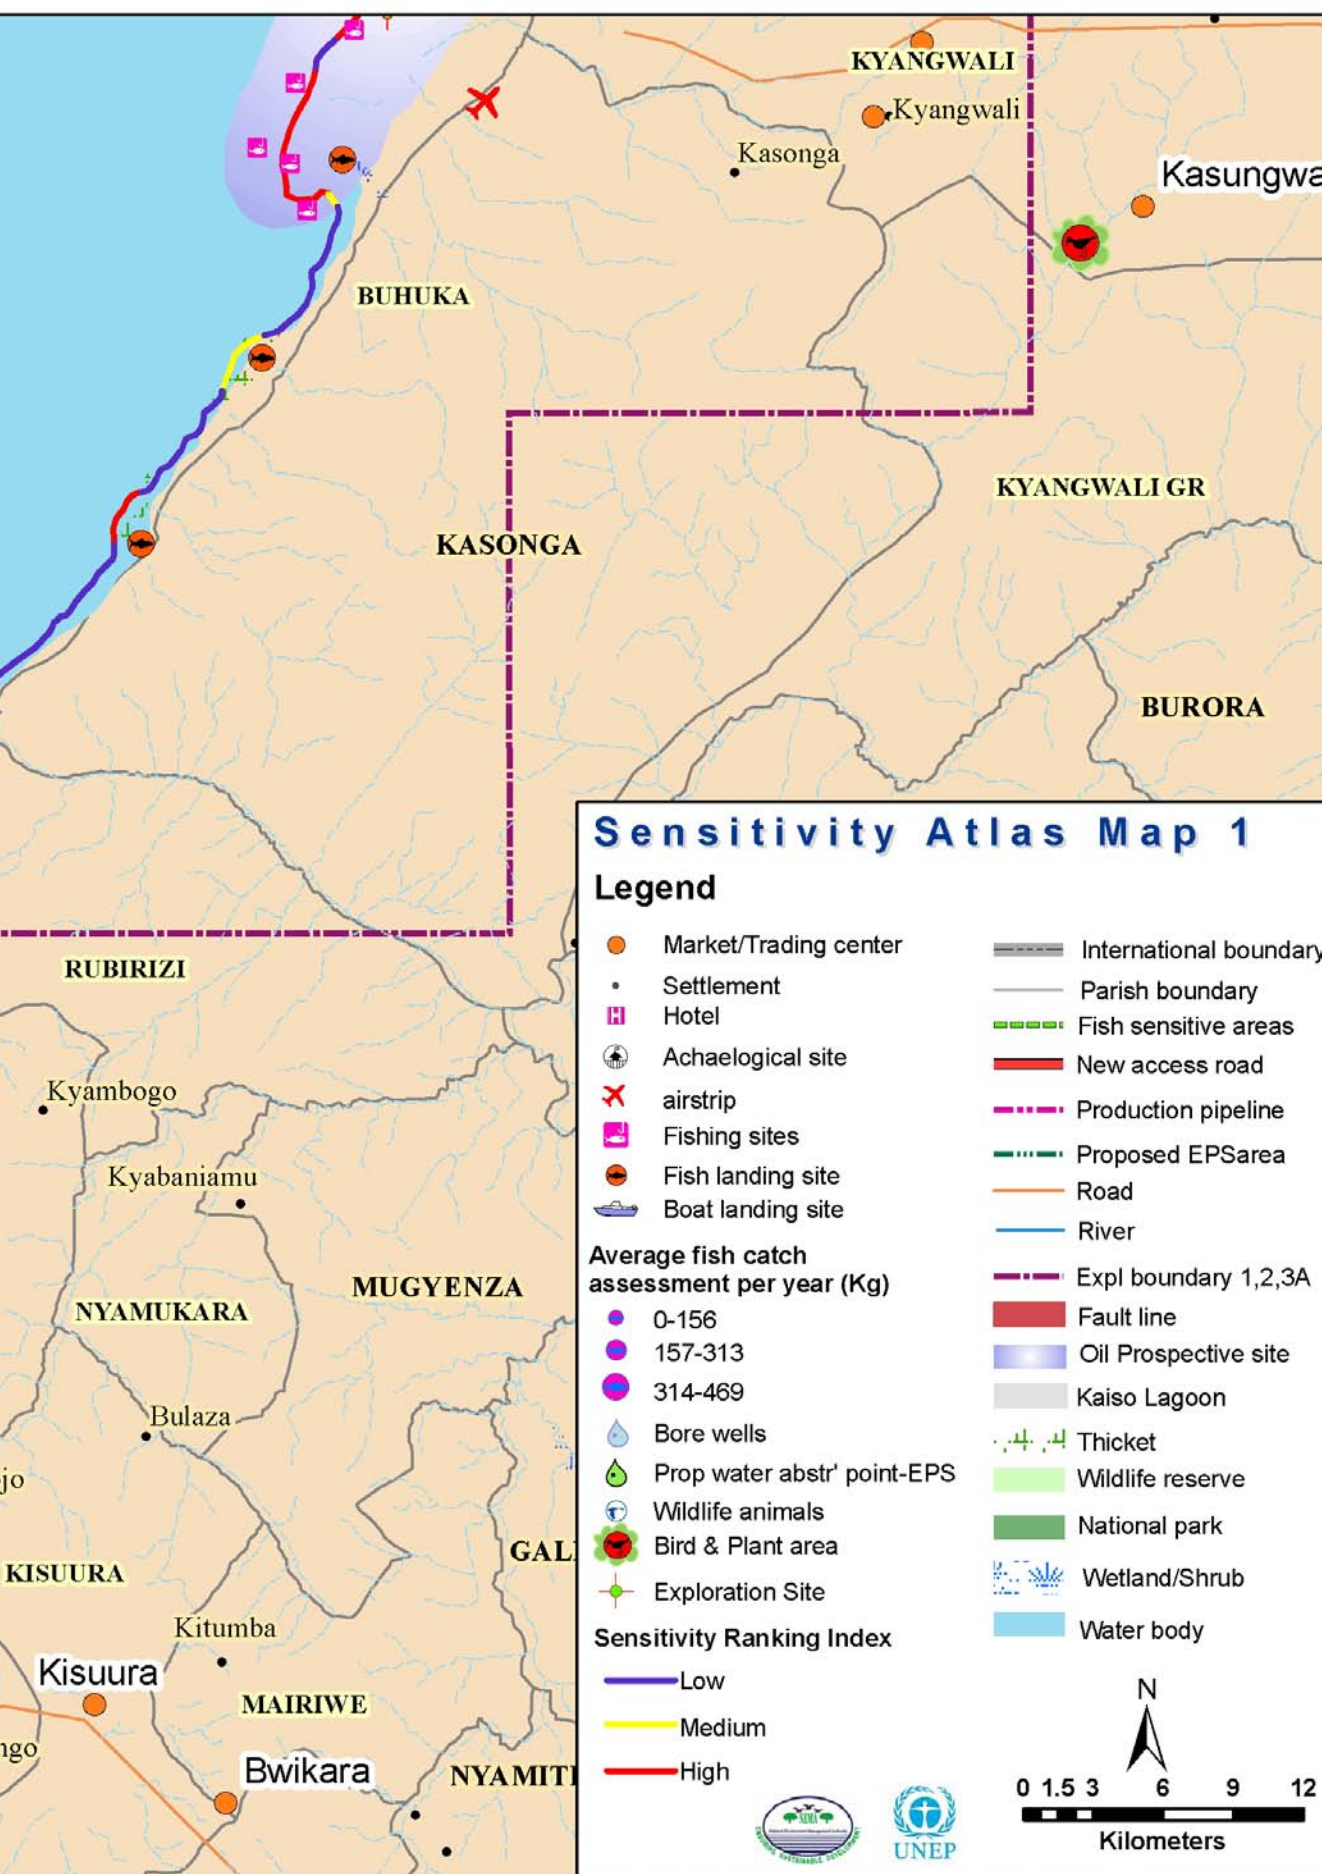 KYANGWALI
Kyangwali
Kasonga
Kasungwa
BUHUKA
KYANGWALI GR
KASONGA
BURORA
RUBIRIZI
Kyambogo
Kyabaniamu
NYAMUKARA
MUGYENZA
Bulaza
jo
KISUURA
GAL
Kitumba
Kisuura
MAIRIWE
ngo
Bwikara
NYAMITI
Sensitivity Atlas Map 1
Legend
Market/Trading center
Settlement
Hotel
Achaelogical site
airstrip
Fishing sites
Fish landing site
Boat landing site
Average fish catch
assessment per year (Kg)
0-156
157-313
314-469
Bore wells
Prop water abstr' point-EPS
Wildlife animals
Bird & Plant area
Exploration Site
Sensitivity Ranking Index
Low
Medium
High
International boundary
Parish boundary
Fish sensitive areas
New access road
Production pipeline
Proposed EPSarea
Road
River
Expl boundary 1,2,3A
Fault line
Oil Prospective site
Kaiso Lagoon
Thicket
Wildlife reserve
National park
Wetland/Shrub
Water body
N
0 1.5 3 6 9 12
Kilometers
NEMA
UNEP